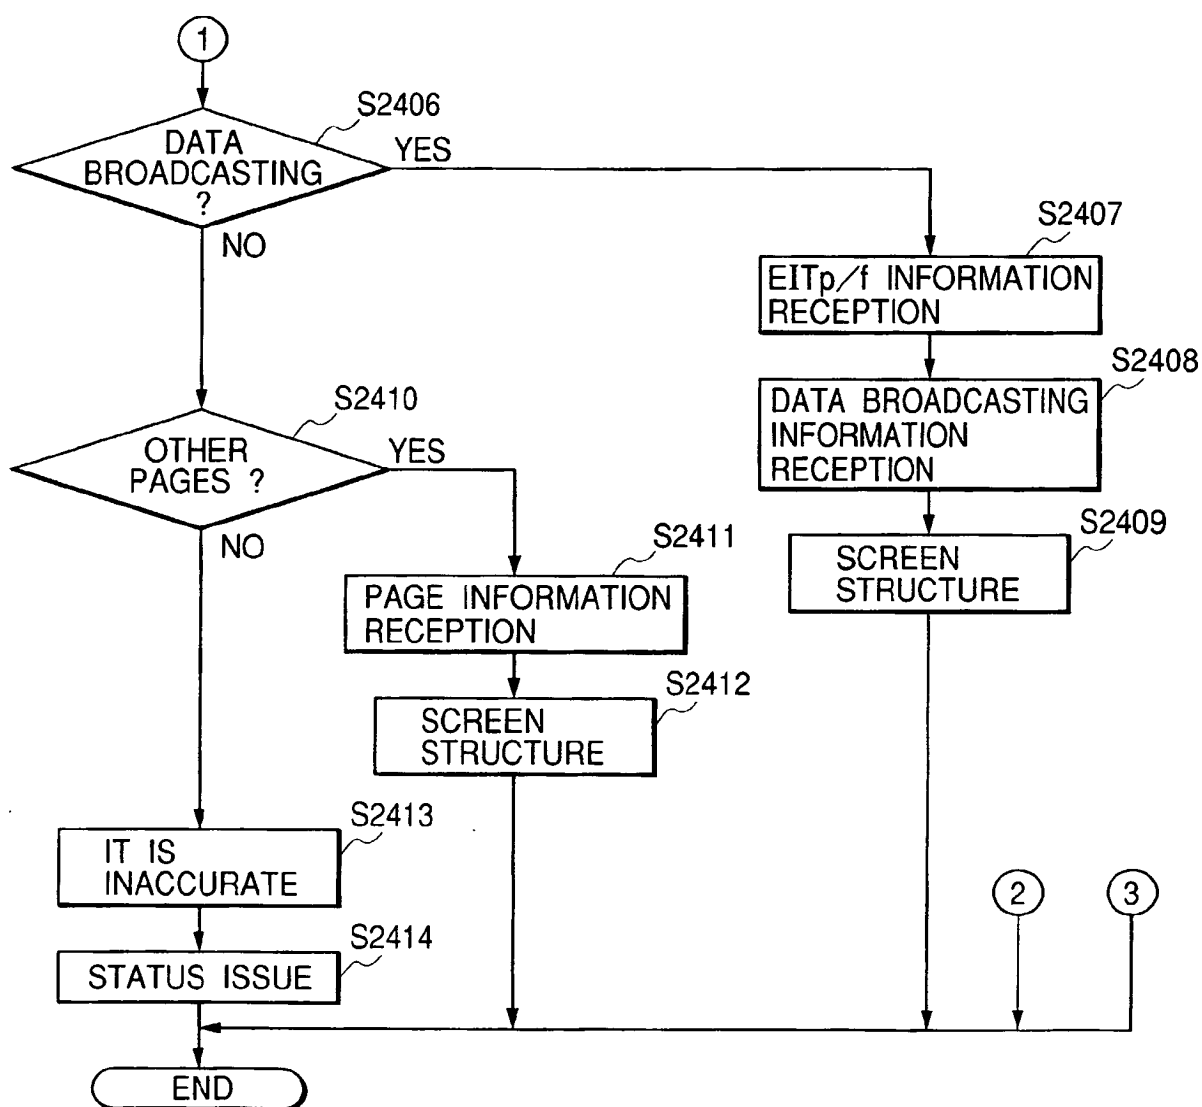 1
S2406
DATA
BROADCASTING
?
YES
NO
S2407
EITp/f INFORMATION
RECEPTION
S2408
DATA BROADCASTING
INFORMATION
RECEPTION
S2409
SCREEN
STRUCTURE
S2410
OTHER
PAGES ?
YES
NO
S2411
PAGE INFORMATION
RECEPTION
S2412
SCREEN
STRUCTURE
S2413
IT IS
INACCURATE
S2414
STATUS ISSUE
2
3
END